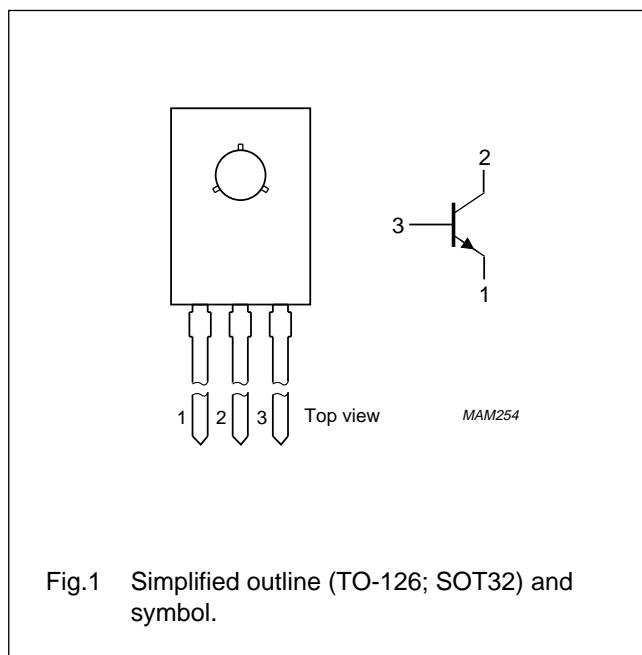 2
3
1
1 2 3 Top view MAM254
Fig.1 Simplified outline (TO-126; SOT32) and
symbol.